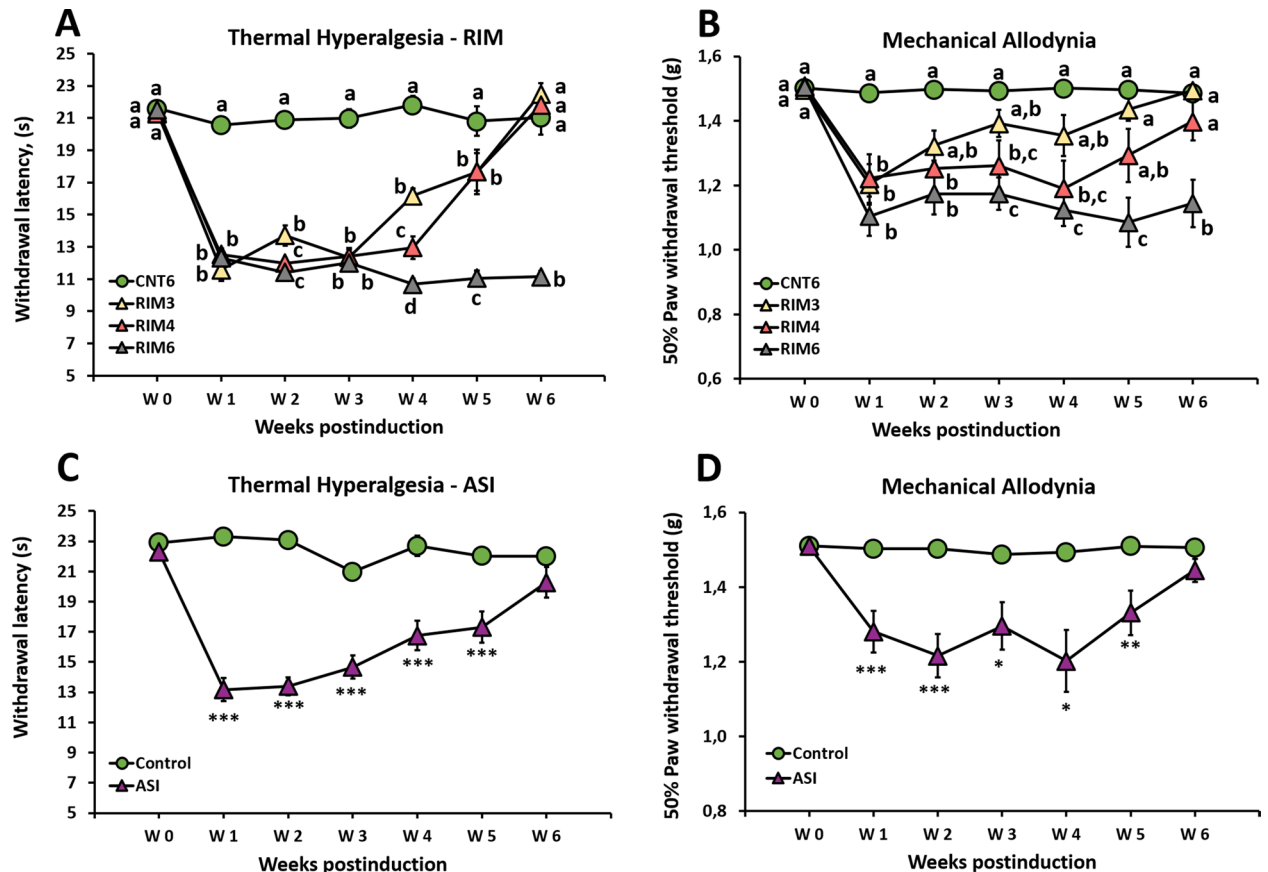 A
Thermal Hyperalgesia - RIM
Withdrawal latency, (s)
25
23
21
19
17
15
13
11
9
7
5
a
a
a
a
a
a
a
a
a
a
a
a
b
b
b
b
c
c
b
b
b
b
c
d
b
b
c
b
CNT6
RIM3
RIM4
RIM6
W 0
W 1
W 2
W 3
W 4
W 5
W 6
Weeks postinduction
B
Mechanical Allodynia
50% Paw withdrawal threshold (g)
1,6
1,4
1,2
1,0
0,8
0,6
a
a
a
a
a
a
a
a
a
a
a
a
b
b
b
a,b
b
b
a,b
b,c
c
a,b
b,c
c
a
a,b
c
b
CNT6
RIM3
RIM4
RIM6
W 0
W 1
W 2
W 3
W 4
W 5
W 6
Weeks postinduction
C
Thermal Hyperalgesia - ASI
Withdrawal latency (s)
25
23
21
19
17
15
13
11
9
7
5
***
***
***
***
***
Control
ASI
W 0
W 1
W 2
W 3
W 4
W 5
W 6
Weeks postinduction
D
Mechanical Allodynia
50% Paw withdrawal threshold (g)
1,6
1,4
1,2
1,0
0,8
***
***
*
*
**
Control
ASI
W 0
W 1
W 2
W 3
W 4
W 5
W 6
Weeks postinduction